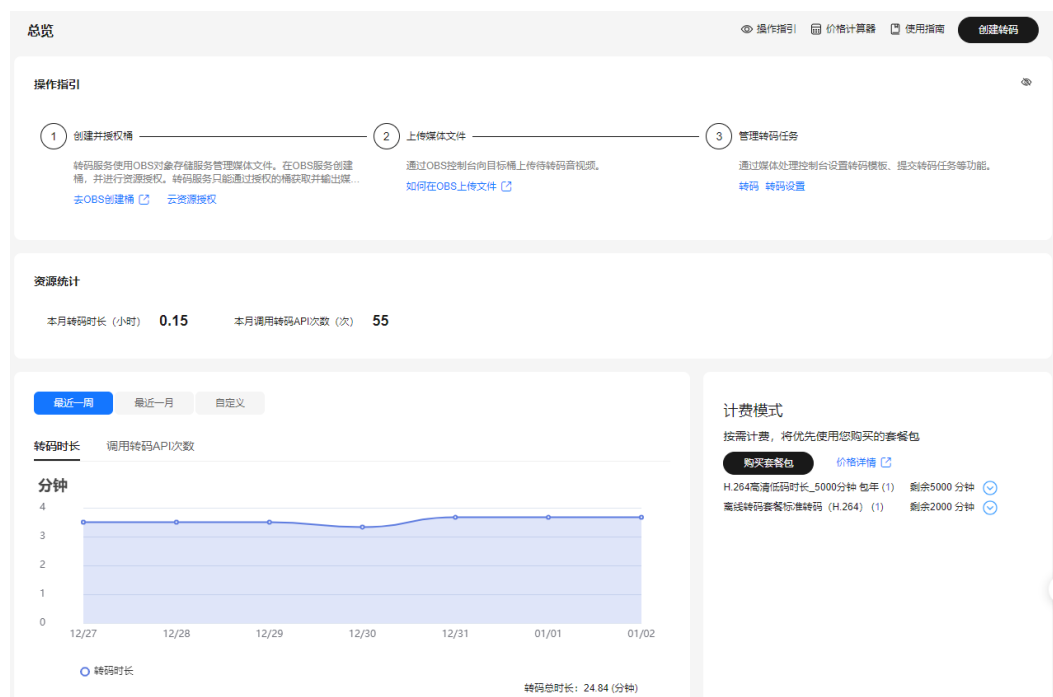 总览
操作指引 价格计算器 使用指南 创建转码
操作指引
1 创建并授权桶
转码服务使用OBS对象存储服务管理媒体文件。在OBS服务创建
桶，并进行资源授权。转码服务只能通过授权的桶获取并输出媒...
去OBS创建桶 云资源授权
2 上传媒体文件
通过OBS控制台向目标桶上传待转码音视频。
如何在OBS上传文件
3 管理转码任务
通过媒体处理控制台设置转码模板、提交转码任务等功能。
转码 转码设置
资源统计
本月转码时长（小时） 0.15 本月调用转码API次数（次） 55
最近一周 最近一月 自定义
转码时长 调用转码API次数
分钟
4
3
2
1
0
12/27 12/28 12/29 12/30 12/31 01/01 01/02
转码时长
转码总时长：24.84 (分钟)
计费模式
按需计费，将优先使用您购买的套餐包
购买套餐包 价格详情
H.264高清低码时长_5000分钟 包年 (1) 剩余5000 分钟
离线转码套餐标准转码（H.264） (1) 剩余2000 分钟